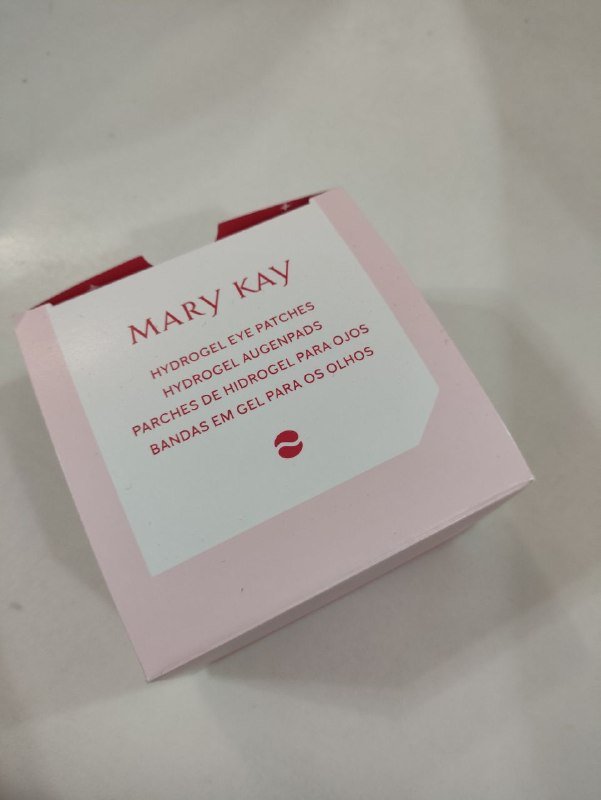 MARY KAY
HYDROGEL EYE PATCHES
HYDROGEL AUGENPADS
PARCHES DE HIDROGEL PARA OJOS
BANDAS EM GEL PARA OS OLHOS